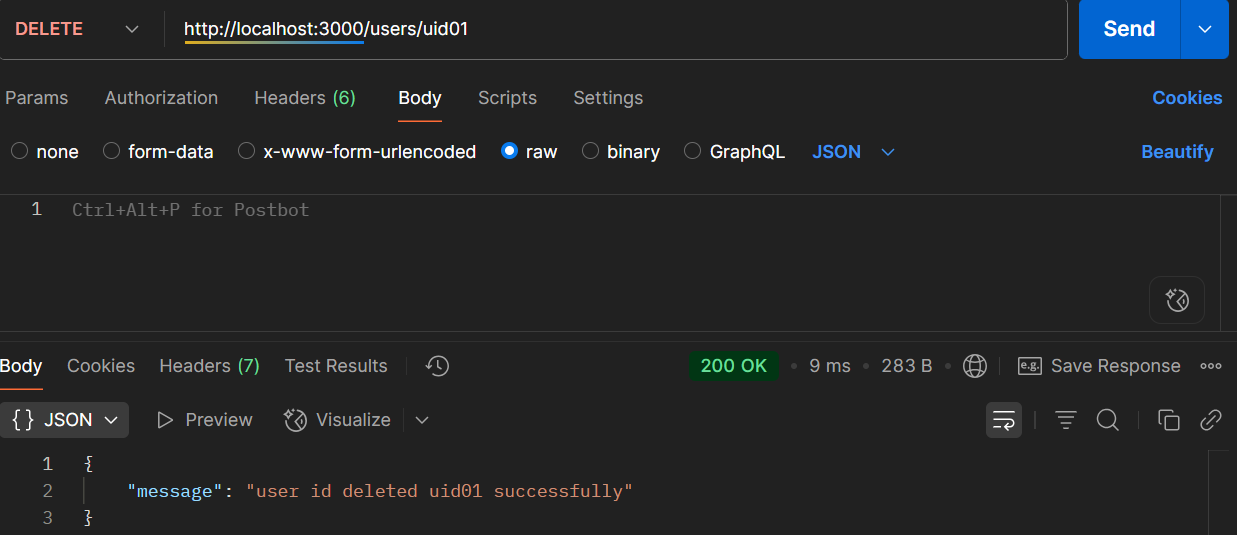 DELETE http://localhost:3000/users/uid01 Send
Params Authorization Headers (6) Body Scripts Settings Cookies
none form-data x-www-form-urlencoded raw binary GraphQL JSON Beautify
1 Ctrl+Alt+P for Postbot
Body Cookies Headers (7) Test Results 200 OK • 9 ms • 283 B • e.g. Save Response
{} JSON Preview Visualize
1 {
2 "message": "user id deleted uid01 successfully"
3 }